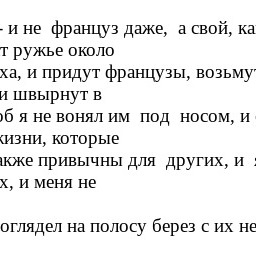 - и не француз даже, а свой, ка
т ружье около
ха, и придут французы, возьму
и швырнут в
об я не вонял им под носом, и
жизни, которые
акже привычны для других, и я
х, и меня не
оглядел на полосу берез с их не